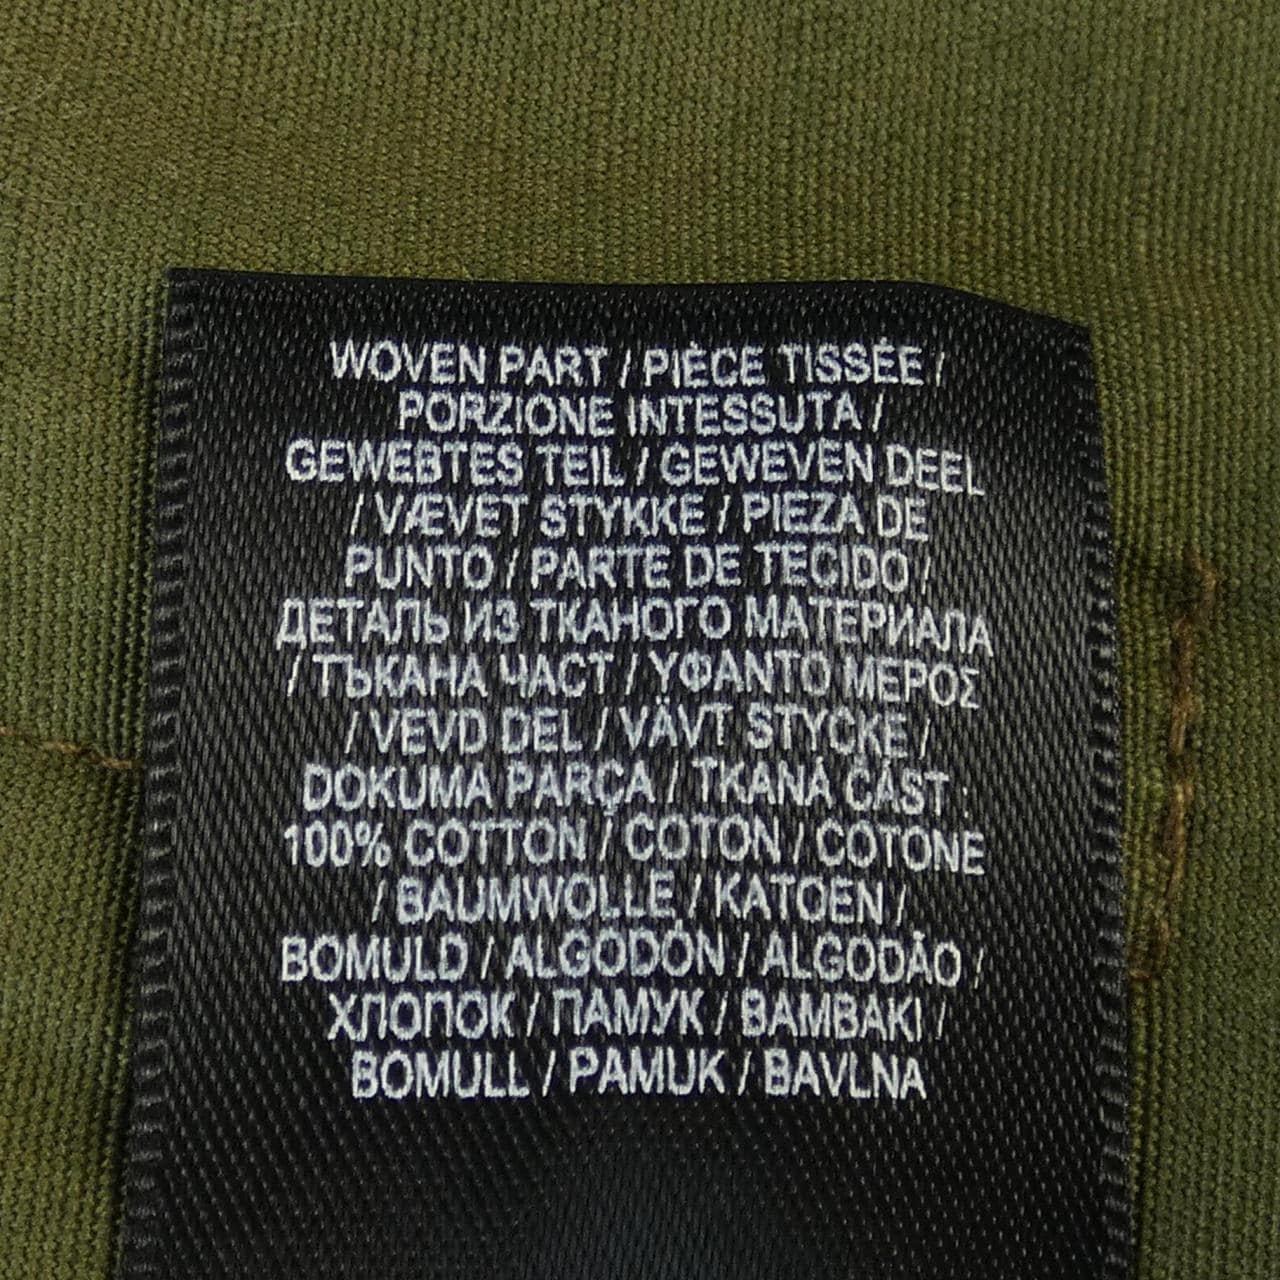 WOVEN PART / PIÈCE TISSÉE /
PORZIONE INTESSUTA /
GEWEBTES TEIL / GEWEVEN DEEL
/ VÆVET STYKKE / PIEZA DE
PUNTO / PARTE DE TECIDO /
ДЕТАЛЬ ИЗ ТКАНОГО МАТЕРИАЛА
/ ТЪКАНА ЧАСТ / ΥΦΑΝΤΟ ΜΕΡΟΣ
/ VEVD DEL / VÄVT STYCKE /
DOKUMA PARÇA / TKANÁ ČÁST :
100% COTTON / COTON / COTONE
/ BAUMWOLLE / KATOEN /
BOMULD / ALGODÓN / ALGODÃO /
ХЛОПОК / ПАМУК / BAMBAKI /
BOMULL / PAMUK / BAVLNA